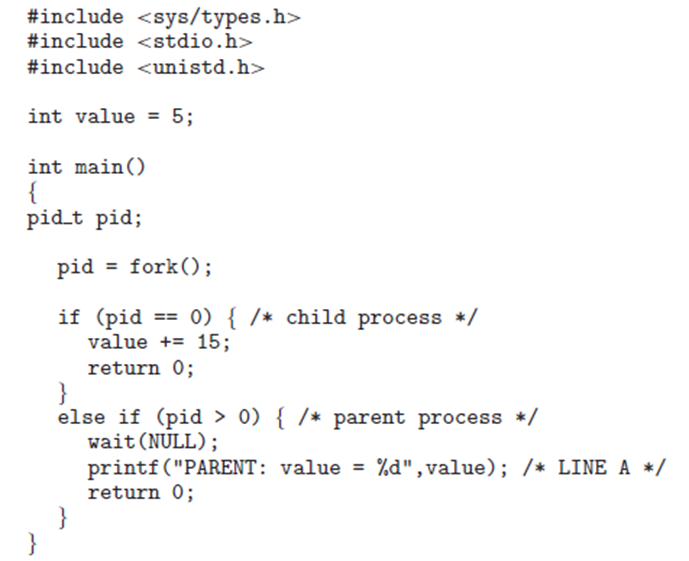 #include <sys/types.h>
#include <stdio.h>
#include <unistd.h>
int value = 5;
int main()
{
pid_t pid;
pid = fork();
if (pid == 0) { /* child process */
value += 15;
return 0;
}
else if (pid > 0) { /* parent process */
wait(NULL);
printf("PARENT: value = %d",value); /* LINE A */
return 0;
}
}